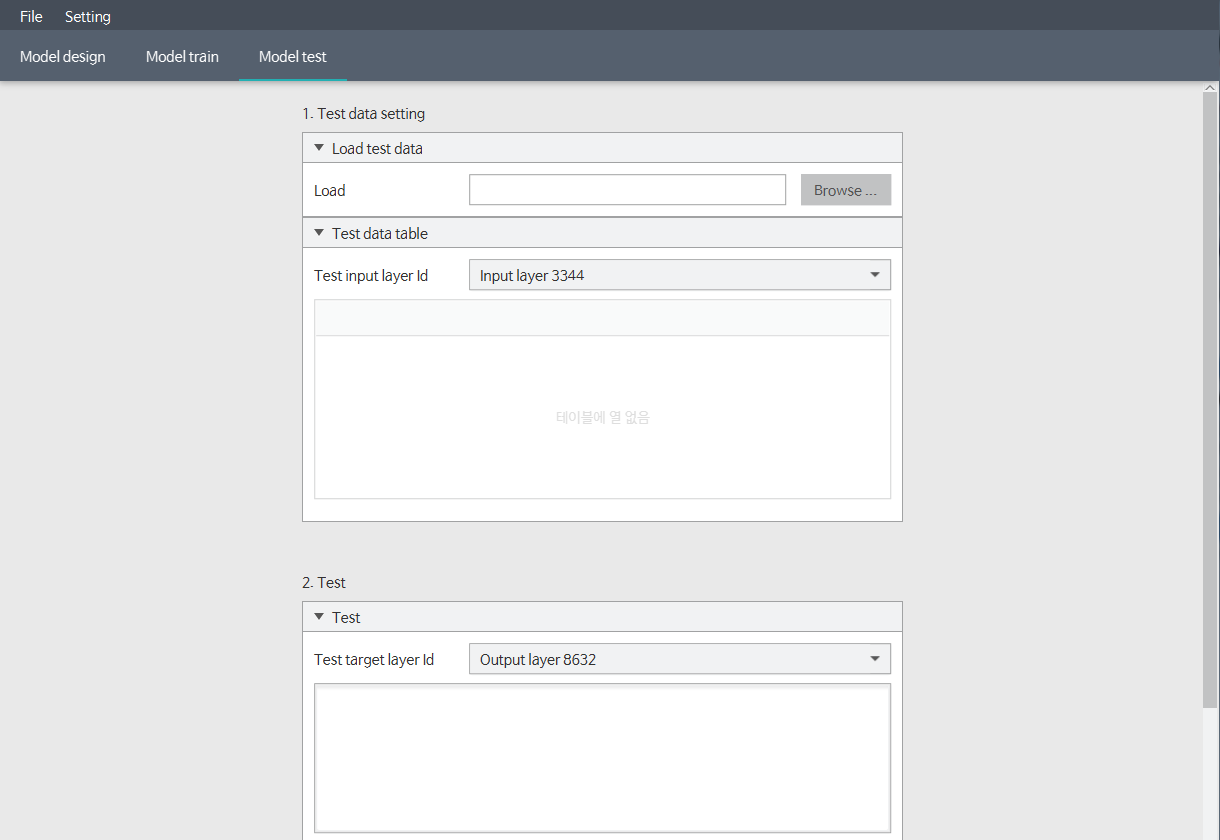 File Setting
Model design Model train Model test
1. Test data setting
Load test data
Load Browse ...
Test data table
Test input layer Id Input layer 3344
테이블에 열 없음
2. Test
Test
Test target layer Id Output layer 8632